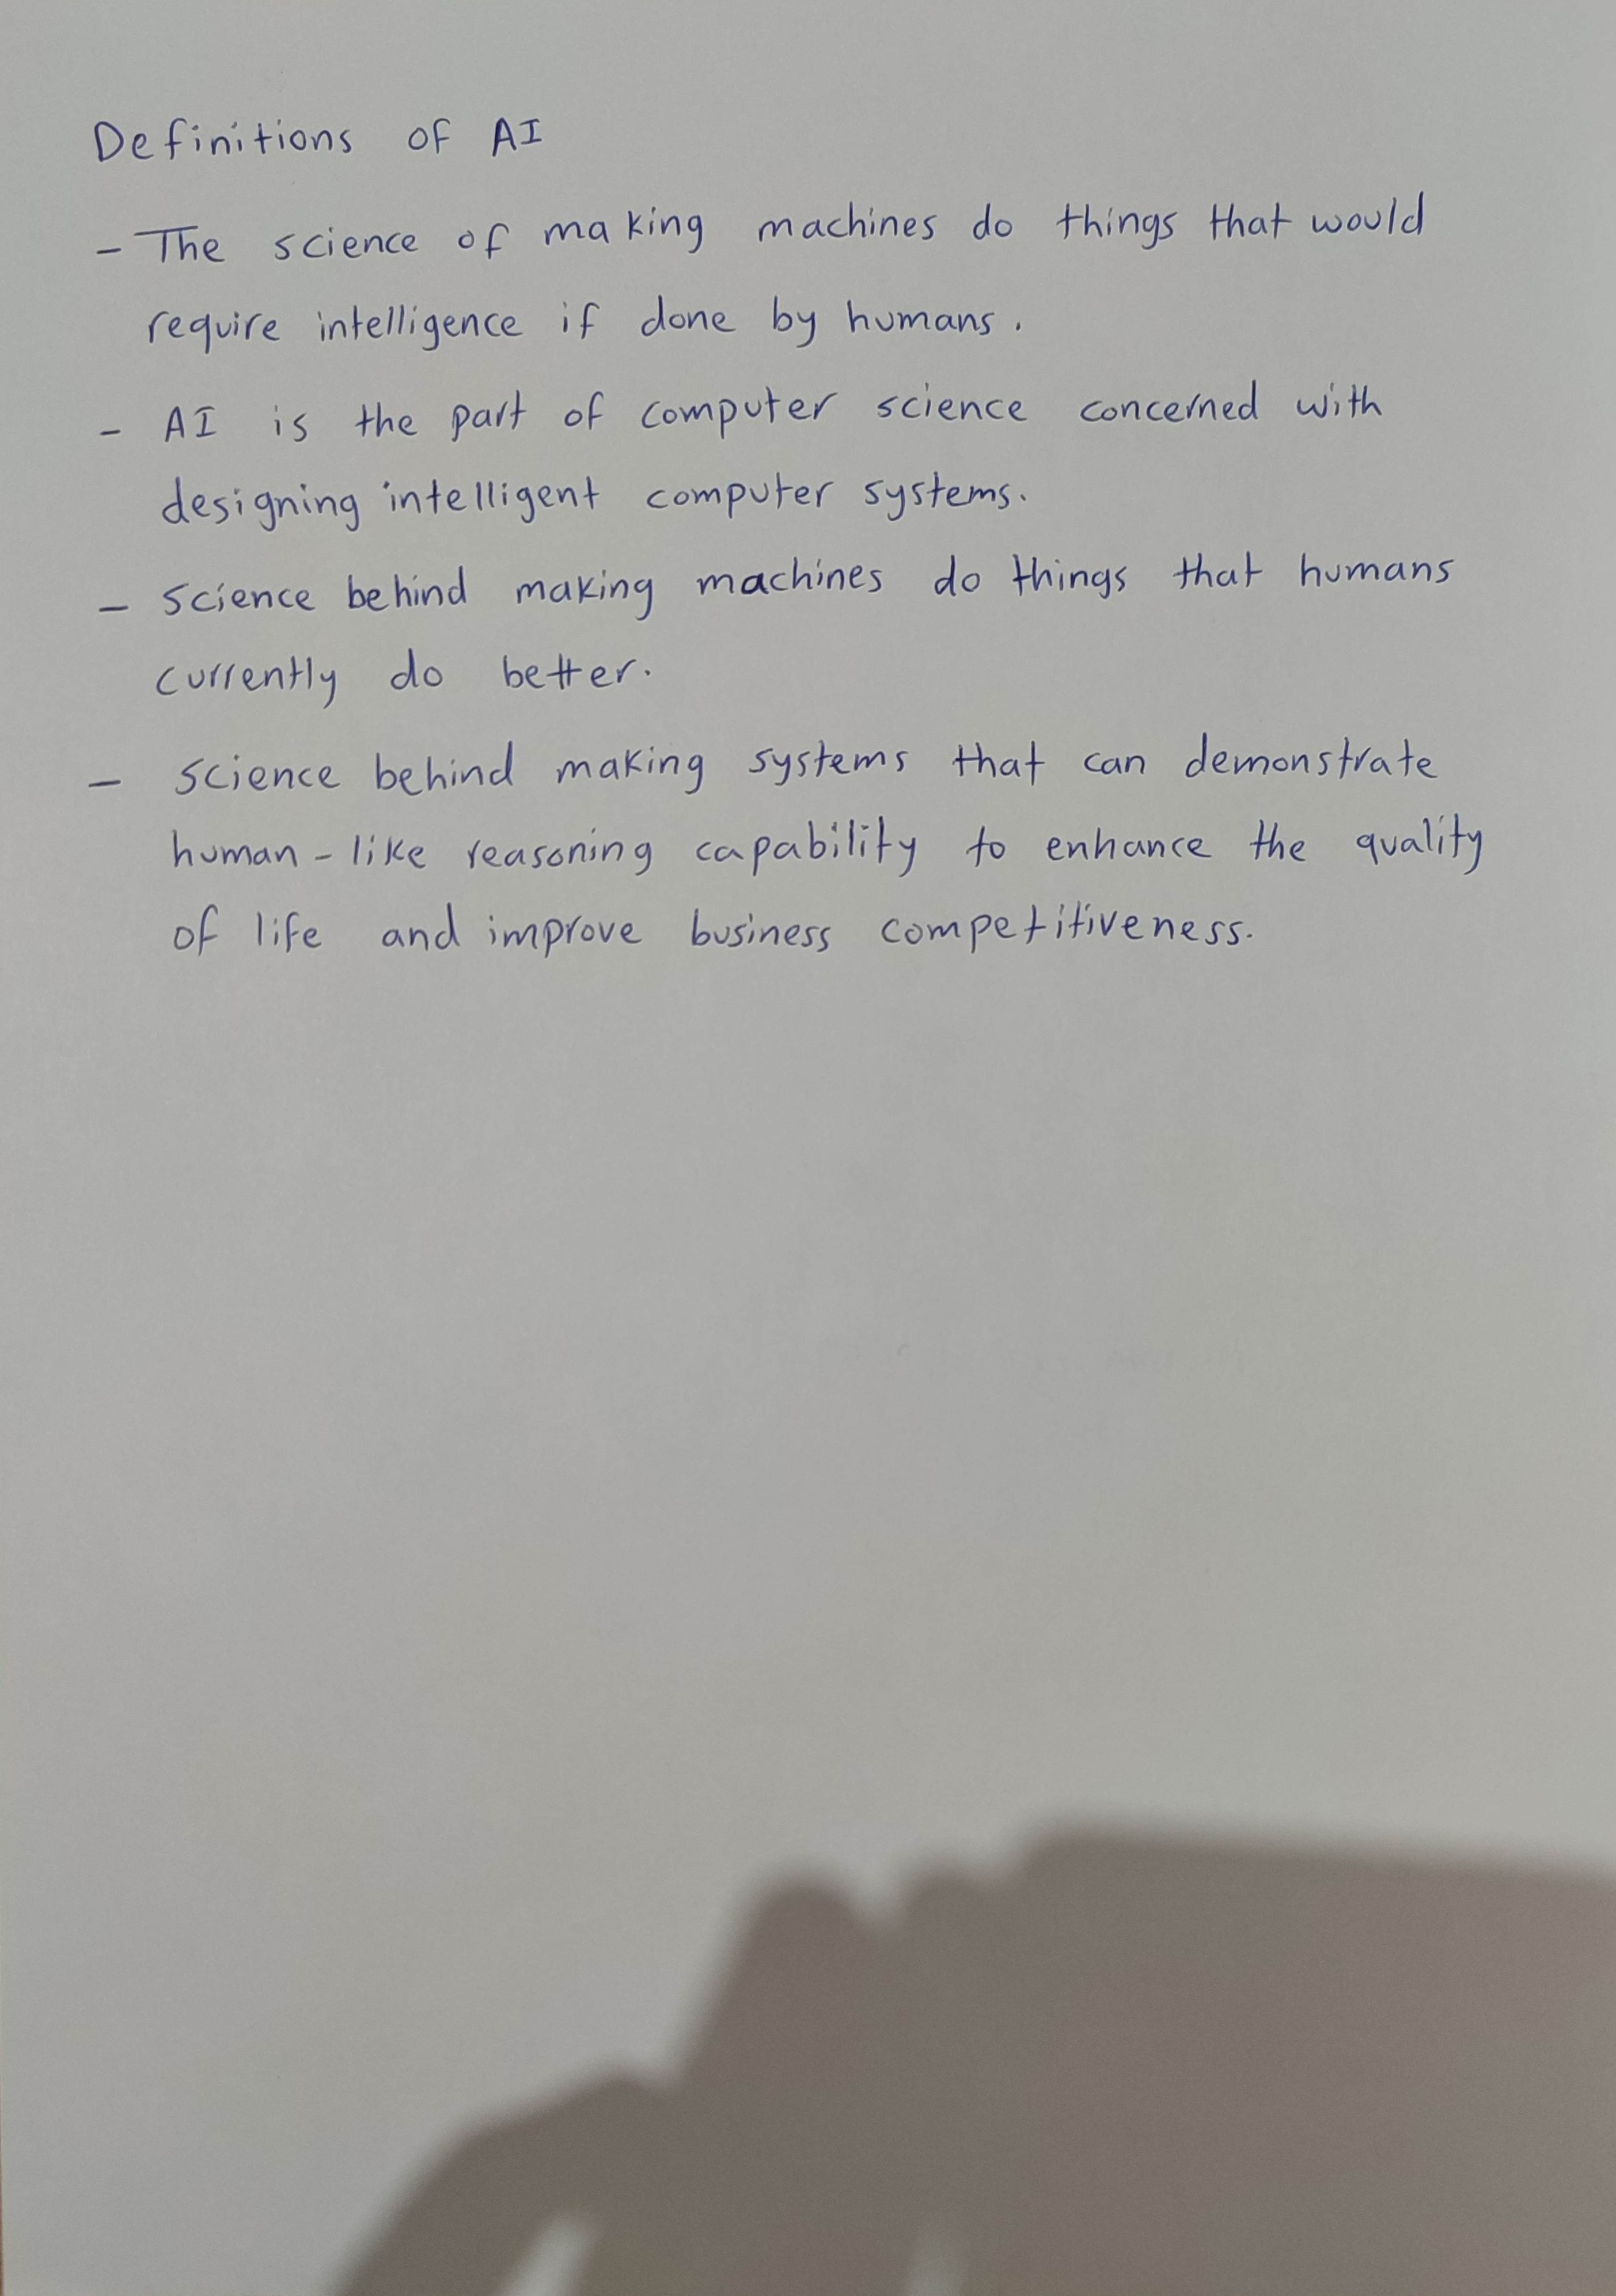 Definitions of AI
- The science of making machines do things that would
require intelligence if done by humans.
- AI is the part of computer science concerned with
designing intelligent computer systems.
- science behind making machines do things that humans
currently do better.
- science behind making systems that can demonstrate
human-like reasoning capability to enhance the quality
of life and improve business competitiveness.